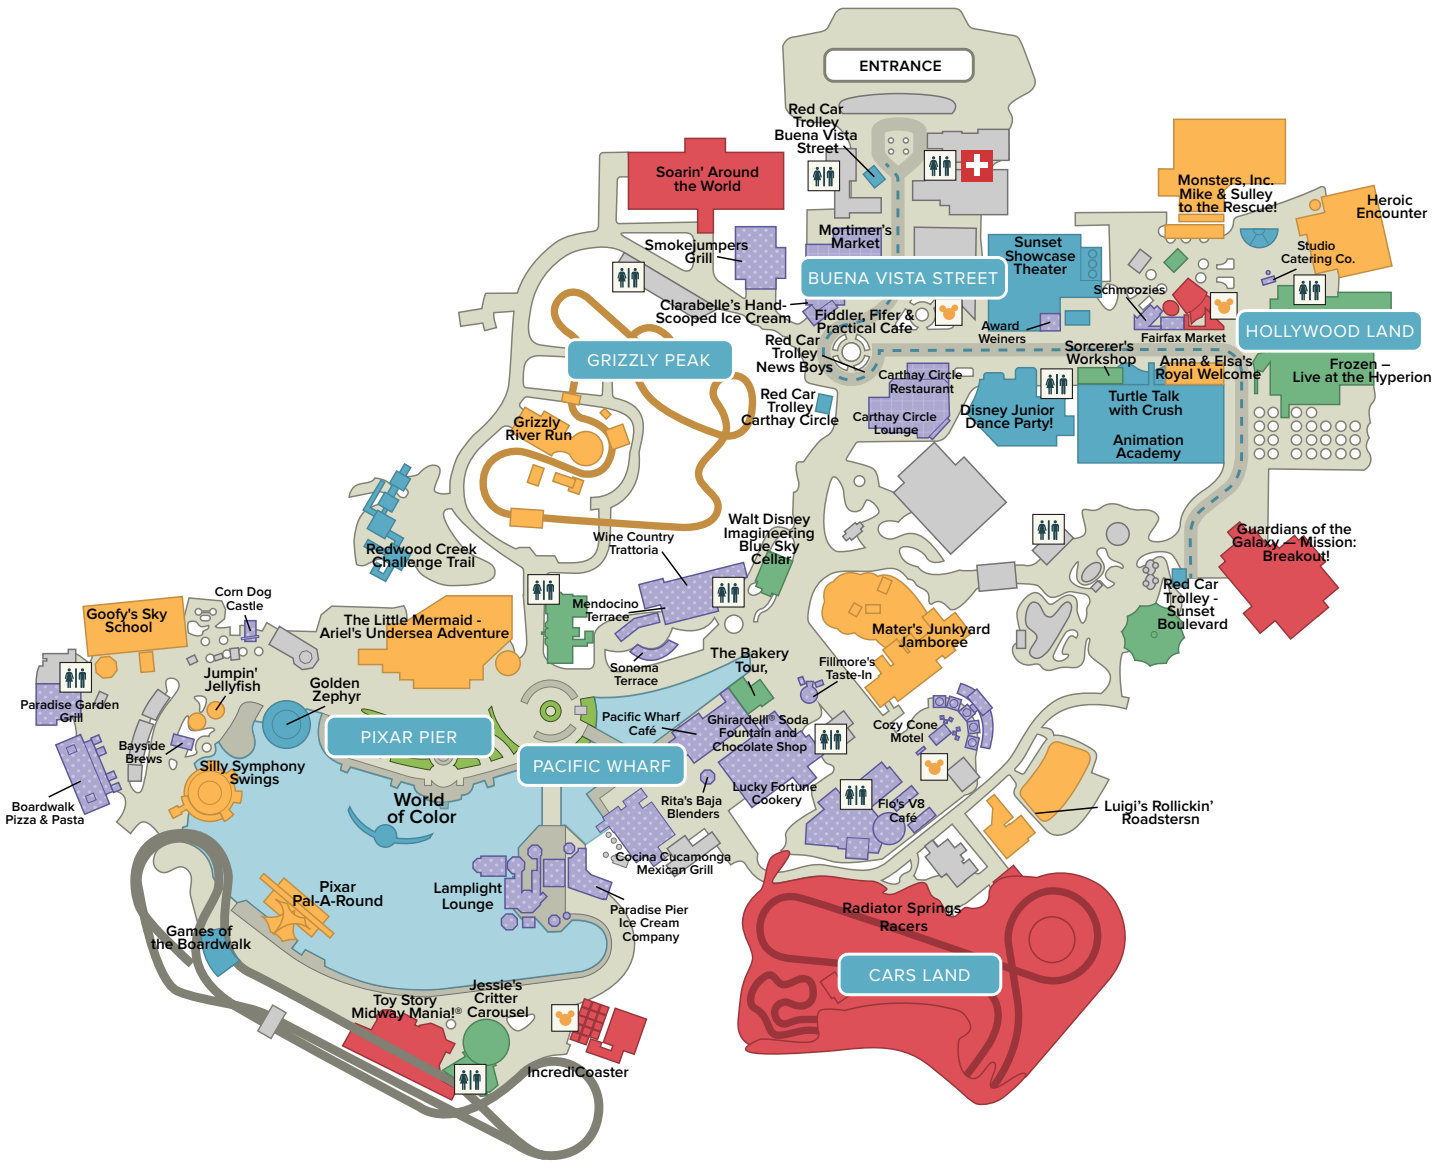 ENTRANCE
Red Car
Trolley
Buena Vista
Street
Soarin' Around
the World
Monsters, Inc.
Mike & Sulley
to the Rescue!
Heroic
Encounter
Smokejumpers
Grill
Mortimer's
Market
Sunset
Showcase
Theater
Studio
Catering Co.
BUENA VISTA STREET
Schmoozies
Clarabelle's Hand-
Scooped Ice Cream
Fiddler, Fifer &
Practical Cafe
Award
Weiners
Fairfax Market
HOLLYWOOD LAND
GRIZZLY PEAK
Red Car
Trolley
News Boys
Sorcerer's
Workshop
Anna & Elsa's
Royal Welcome
Frozen –
Live at the Hyperion
Carthay Circle
Restaurant
Red Car
Trolley
Carthay Circle
Carthay Circle
Lounge
Disney Junior
Dance Party!
Turtle Talk
with Crush
Animation
Academy
Grizzly
River Run
Redwood Creek
Challenge Trail
Wine Country
Trattoria
Walt Disney
Imagineering
Blue Sky
Cellar
Guardians of the
Galaxy – Mission:
Breakout!
Red Car
Trolley -
Sunset
Boulevard
Corn Dog
Castle
Goofy's Sky
School
The Little Mermaid -
Ariel's Undersea Adventure
Mendocino
Terrace
Sonoma
Terrace
Mater's Junkyard
Jamboree
The Bakery
Tour,
Fillmore's
Taste-In
Jumpin'
Jellyfish
Golden
Zephyr
Paradise Garden
Grill
PIXAR PIER
Pacific Wharf
Café
Ghirardelli® Soda
Fountain and
Chocolate Shop
Cozy Cone
Motel
Bayside
Brews
PACIFIC WHARF
Silly Symphony
Swings
Boardwalk
Pizza & Pasta
World
of Color
Rita's Baja
Blenders
Lucky Fortune
Cookery
Flo's V8
Café
Luigi's Rollickin'
Roadstersn
Cocina Cucamonga
Mexican Grill
Pixar
Pal-A-Round
Lamplight
Lounge
Paradise Pier
Ice Cream
Company
Radiator Springs
Racers
Games of
the Boardwalk
CARS LAND
Toy Story
Midway Mania!®
Jessie's
Critter
Carousel
IncrediCoaster